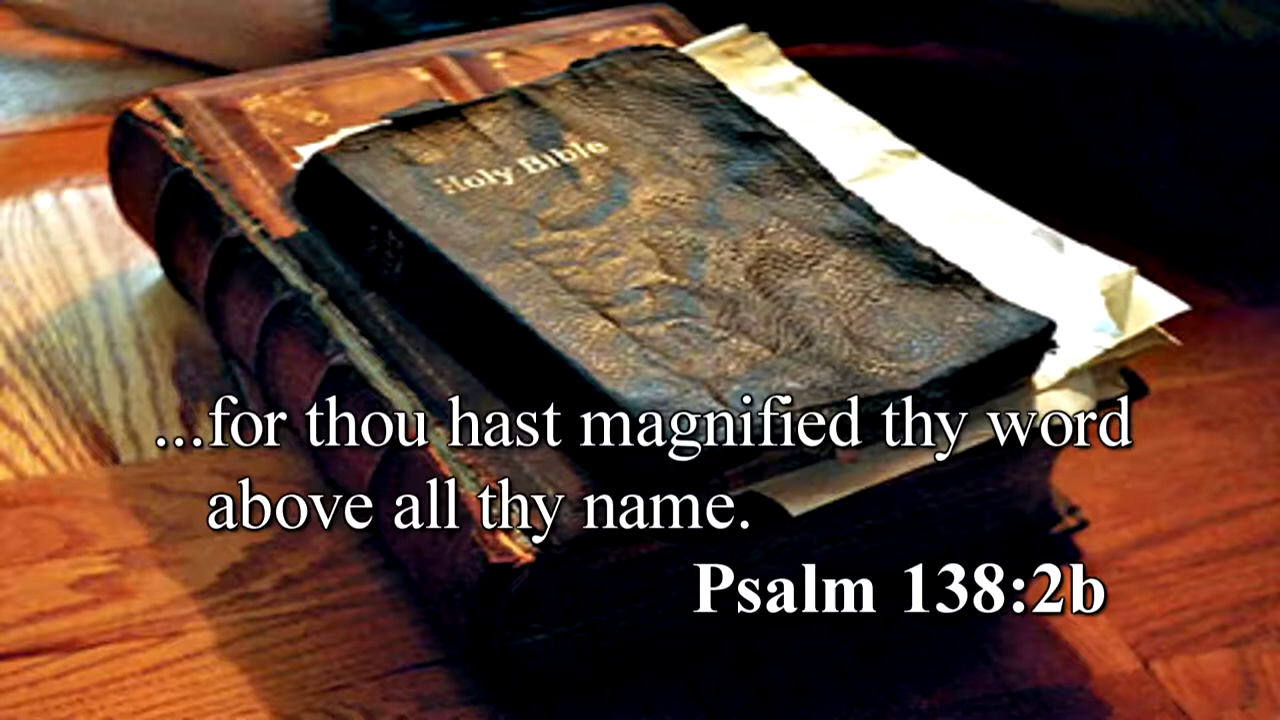 Holy Bible
...for thou hast magnified thy word
above all thy name.
Psalm 138:2b